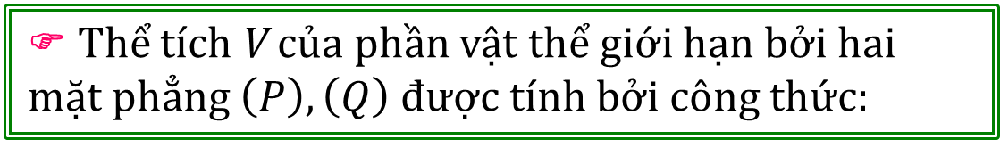 ☞ Thể tích V của phần vật thể giới hạn bởi hai
mặt phẳng (P), (Q) được tính bởi công thức: